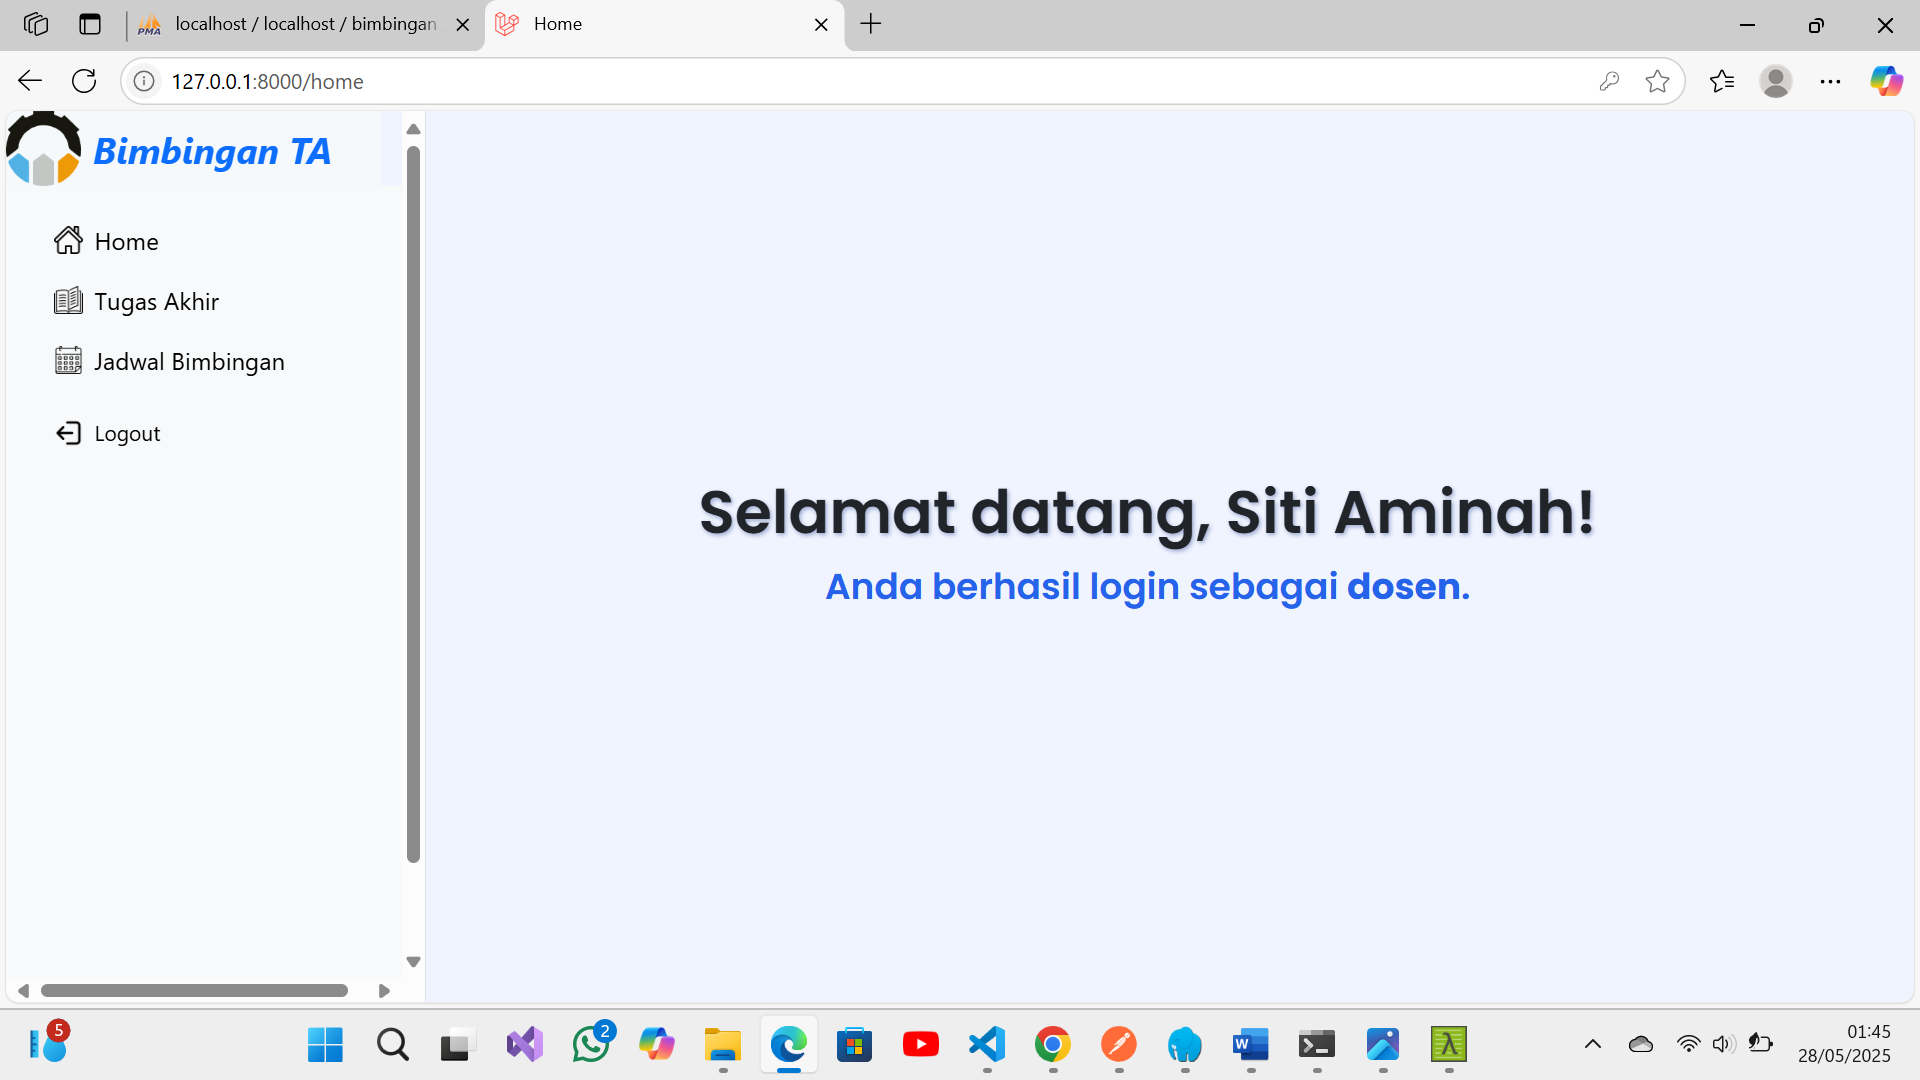 PMA localhost / localhost / bimbingan
Home
127.0.0.1:8000/home
Bimbingan TA
Home
Tugas Akhir
Jadwal Bimbingan
Logout
Selamat datang, Siti Aminah!
Anda berhasil login sebagai dosen.
5
2
W
01:45
28/05/2025